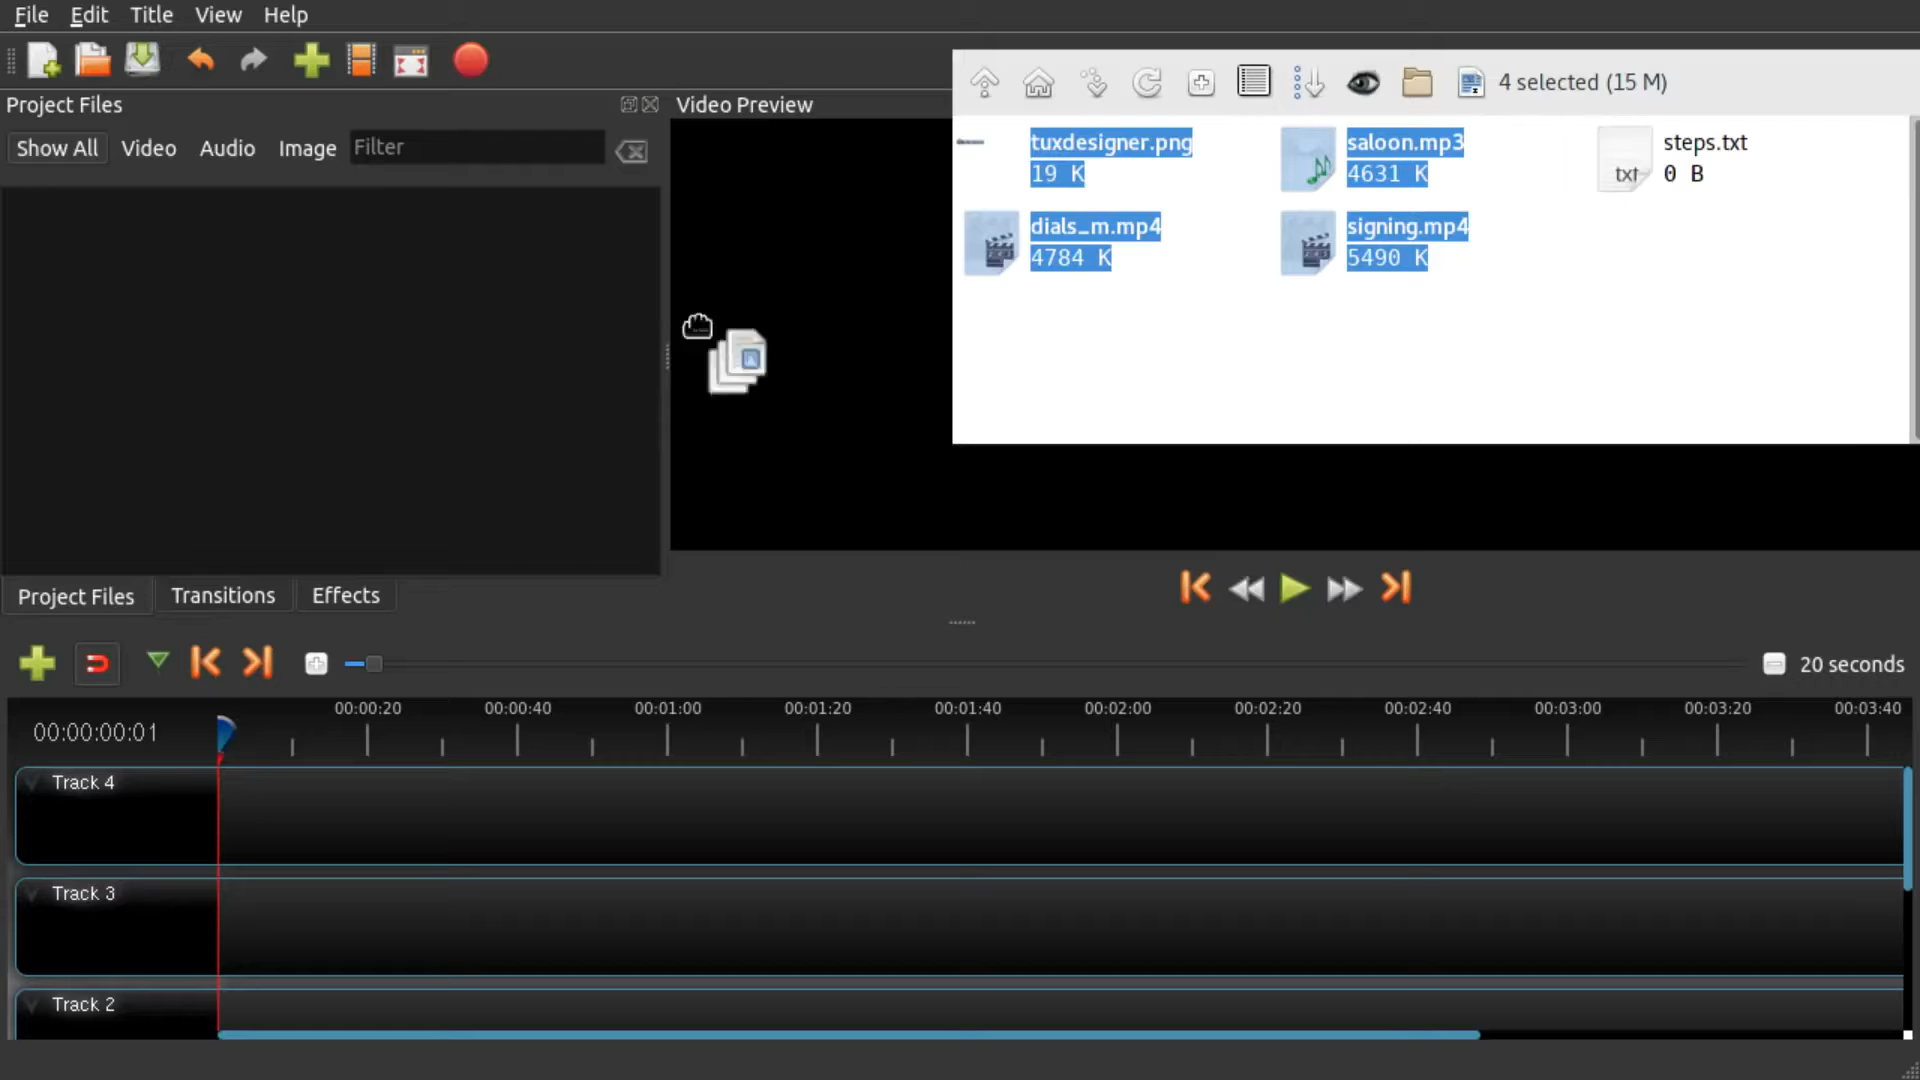 File Edit Title View Help
Project Files
Video Preview
4 selected (15 M)
Show All Video Audio Image Filter
tuxdesigner.png
19 K
saloon.mp3
4631 K
steps.txt
txt
0 B
dials_m.mp4
4784 K
signing.mp4
5490 K
Project Files Transitions Effects
20 seconds
00:00:00:01
00:00:20 00:00:40 00:01:00 00:01:20 00:01:40 00:02:00 00:02:20 00:02:40 00:03:00 00:03:20 00:03:40
Track 4
Track 3
Track 2